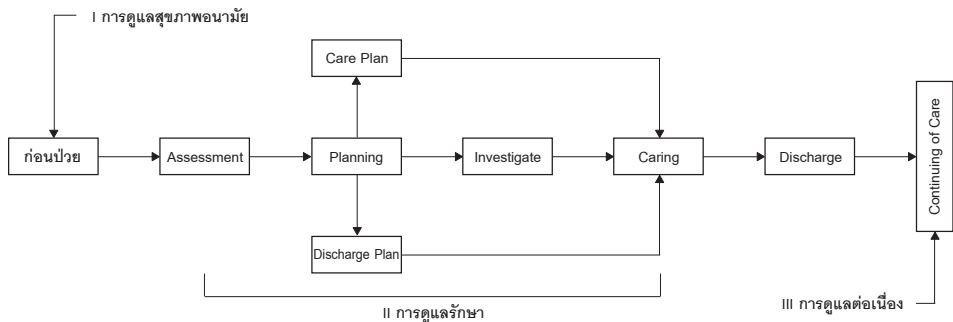 I การดูแลสุขภาพอนามัย
Care Plan
ก่อนป่วย
Assessment
Planning
Investigate
Caring
Discharge
Continuing of Care
Discharge Plan
II การดูแลรักษา
III การดูแลต่อเนื่อง